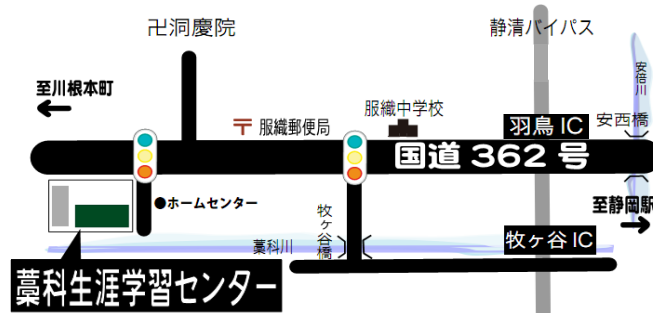 卍洞慶院
静清バイパス
至川根本町
安倍川
服織中学校
〒服織郵便局
羽鳥 IC
安西橋
国道 362 号
●ホームセンター
至静岡駅
牧ヶ谷橋
藁科川
牧ヶ谷 IC
藁科生涯学習センター